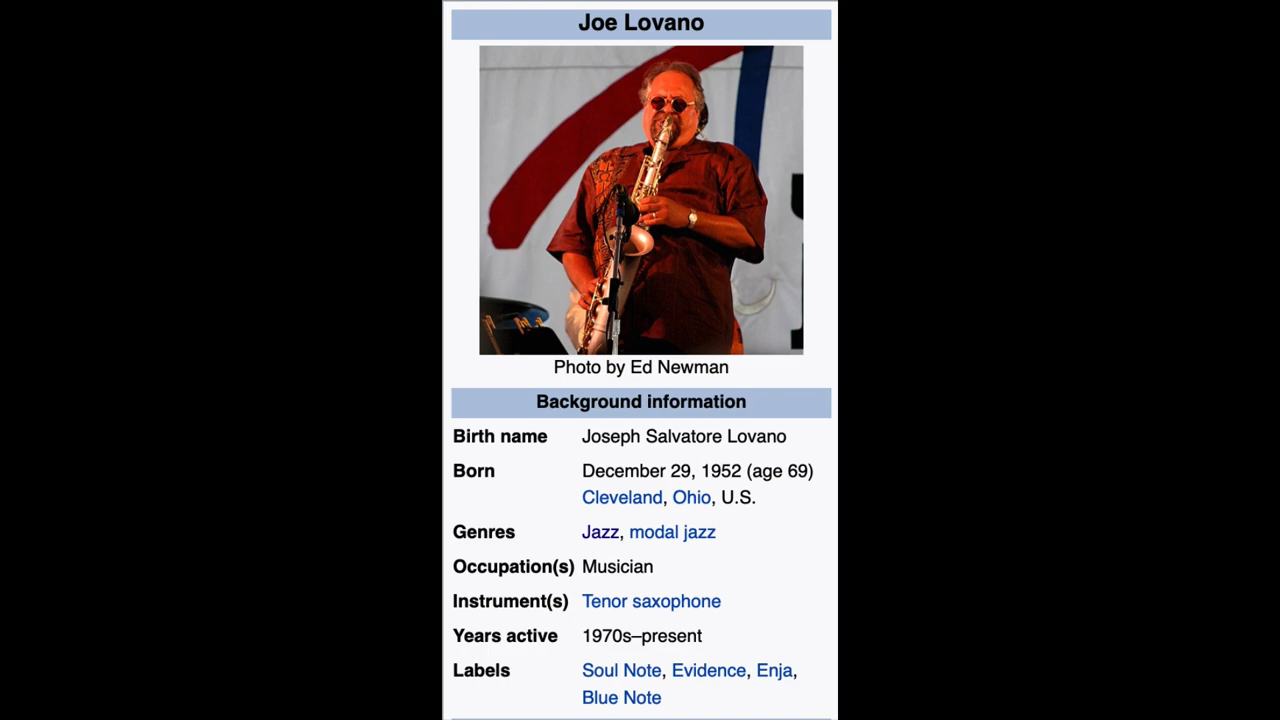 Joe Lovano
Photo by Ed Newman
Background information
Birth name Joseph Salvatore Lovano
Born December 29, 1952 (age 69)
Cleveland, Ohio, U.S.
Genres Jazz, modal jazz
Occupation(s) Musician
Instrument(s) Tenor saxophone
Years active 1970s–present
Labels Soul Note, Evidence, Enja,
Blue Note